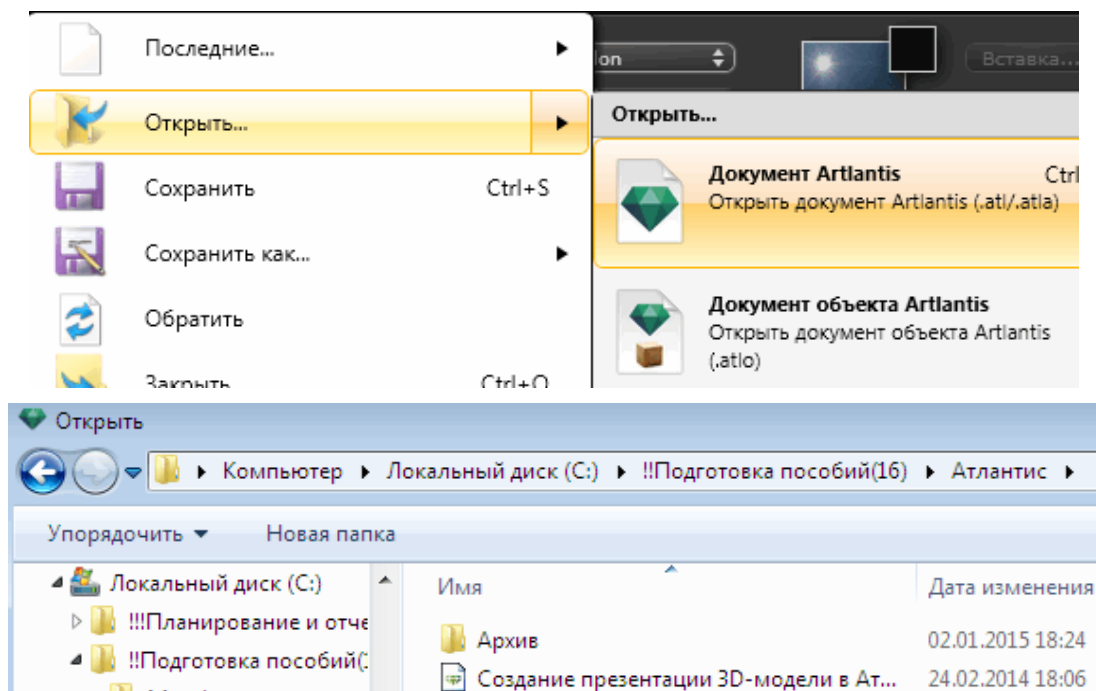 Последние...
lon
Вставка...
Открыть...
Открыть...
Документ Artlantis Ctrl
Открыть документ Artlantis (.atl/.atla)
Сохранить Ctrl+S
Сохранить как...
Документ объекта Artlantis
Открыть документ объекта Artlantis
(.atlo)
Обратить
Закрыть Ctrl+Q
Открыть
Компьютер Локальный диск (C:) !!Подготовка пособий(16) Атлантис
Упорядочить Новая папка
Локальный диск (C:)
Имя Дата изменения
!!!Планирование и отче
Архив 02.01.2015 18:24
!!Подготовка пособий(
Создание презентации 3D-модели в Ат... 24.02.2014 18:06